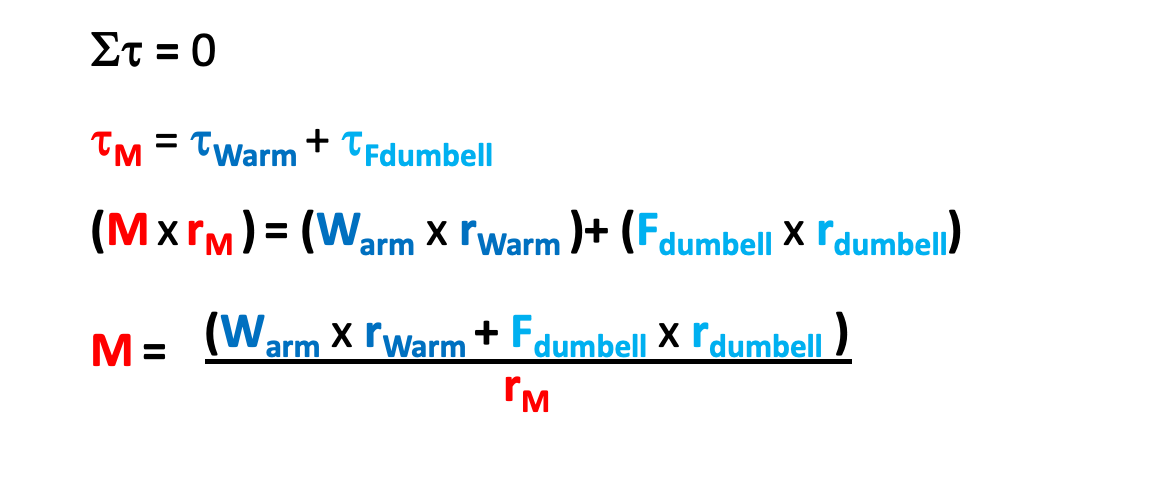 Στ = 0
τM = τWarm + τFdumbell
(M x rM) = (Warm x rWarm) + (Fdumbell x rdumbell)
M = (Warm x rWarm + Fdumbell x rdumbell)
rM